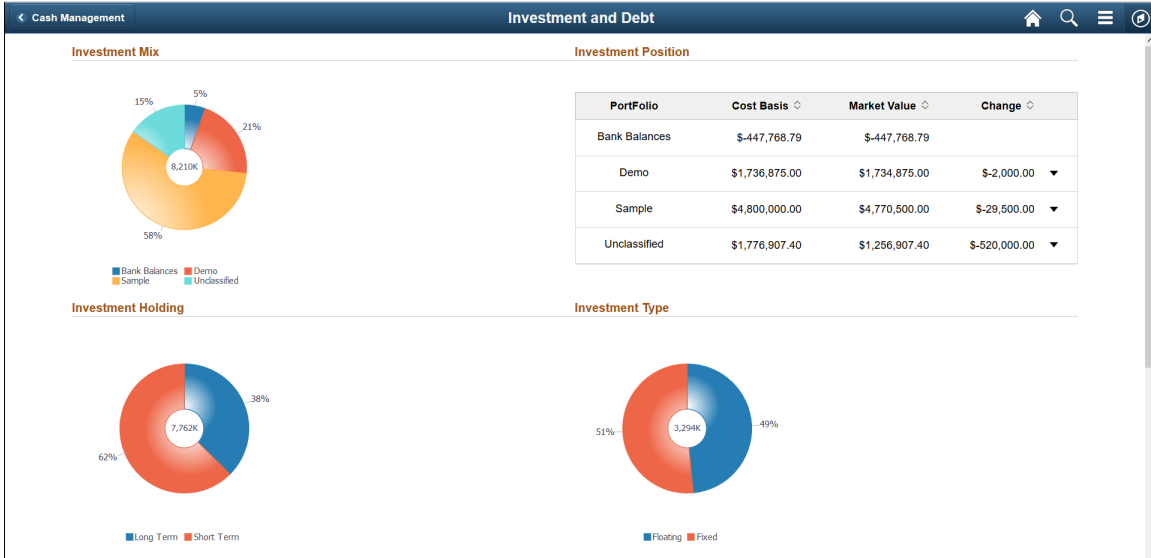 Cash Management
Investment and Debt
Investment Mix
5%
15%
21%
8,210K
58%
Bank Balances Demo
Sample Unclassified
Investment Position
PortFolio Cost Basis Market Value Change
Bank Balances $-447,768.79 $-447,768.79
Demo $1,736,875.00 $1,734,875.00 $-2,000.00
Sample $4,800,000.00 $4,770,500.00 $-29,500.00
Unclassified $1,776,907.40 $1,256,907.40 $-520,000.00
Investment Holding
38%
7,762K
62%
Long Term Short Term
Investment Type
49%
51%
3,294K
Floating Fixed